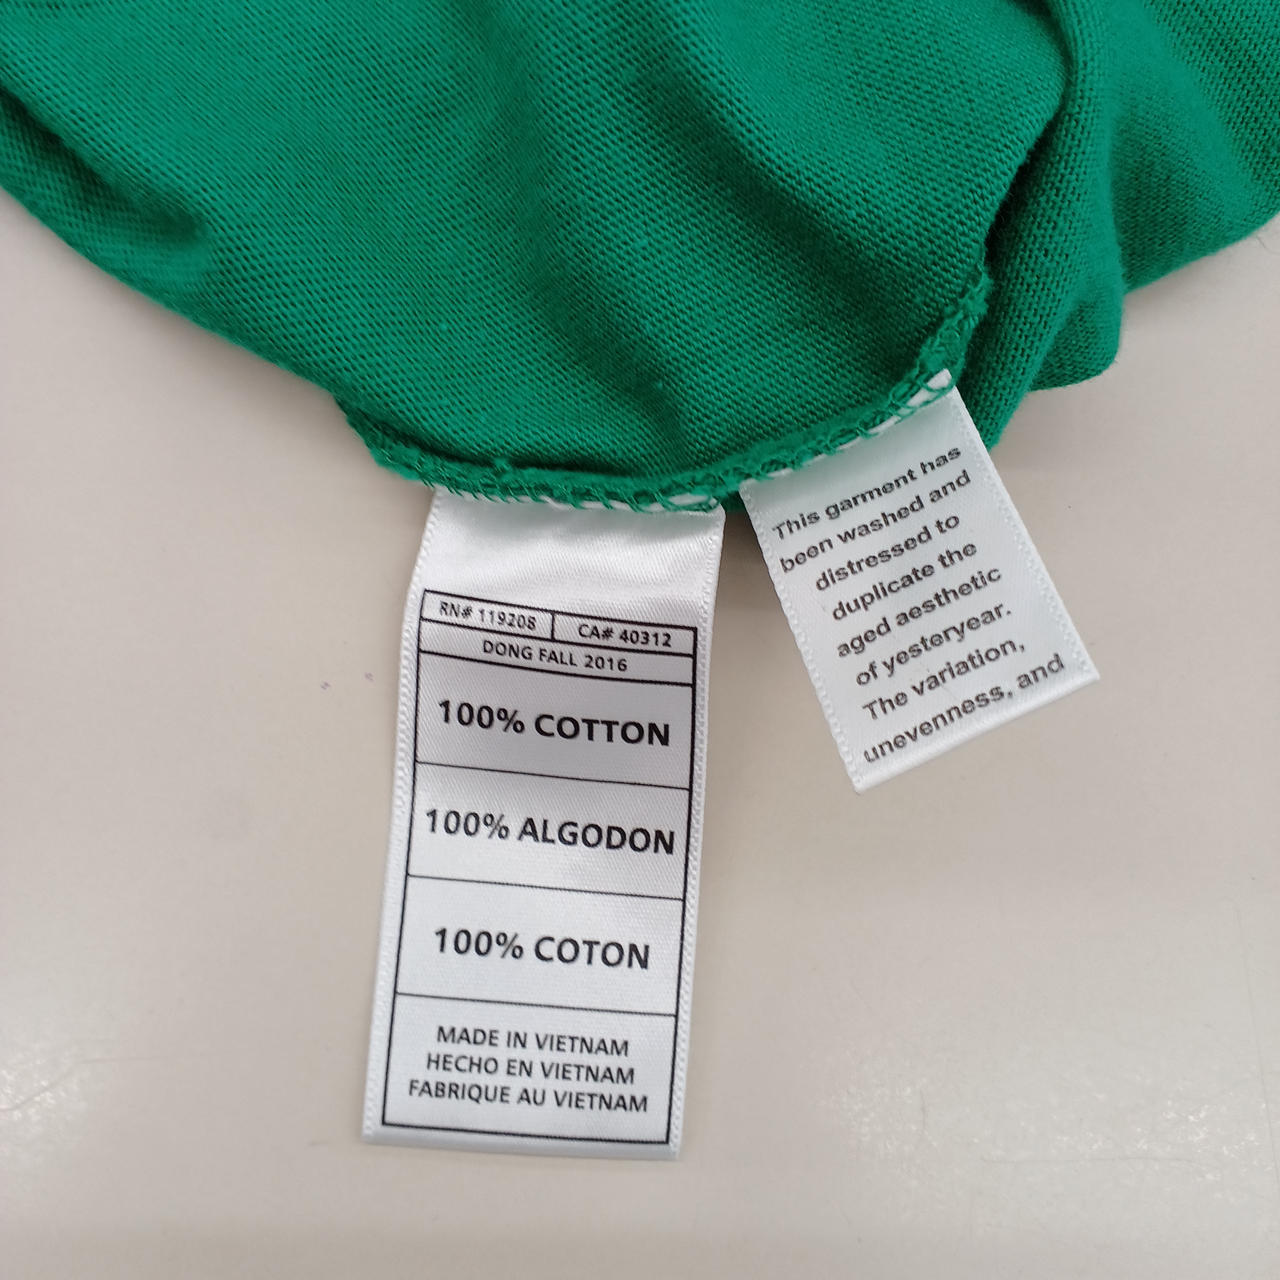 RN# 119208
CA# 40312
DONG FALL 2016
100% COTTON
100% ALGODON
100% COTON
MADE IN VIETNAM
HECHO EN VIETNAM
FABRIQUE AU VIETNAM
This garment has
been washed and
distressed to
duplicate the
aged aesthetic
of yesteryear.
The variation,
unevenness, and